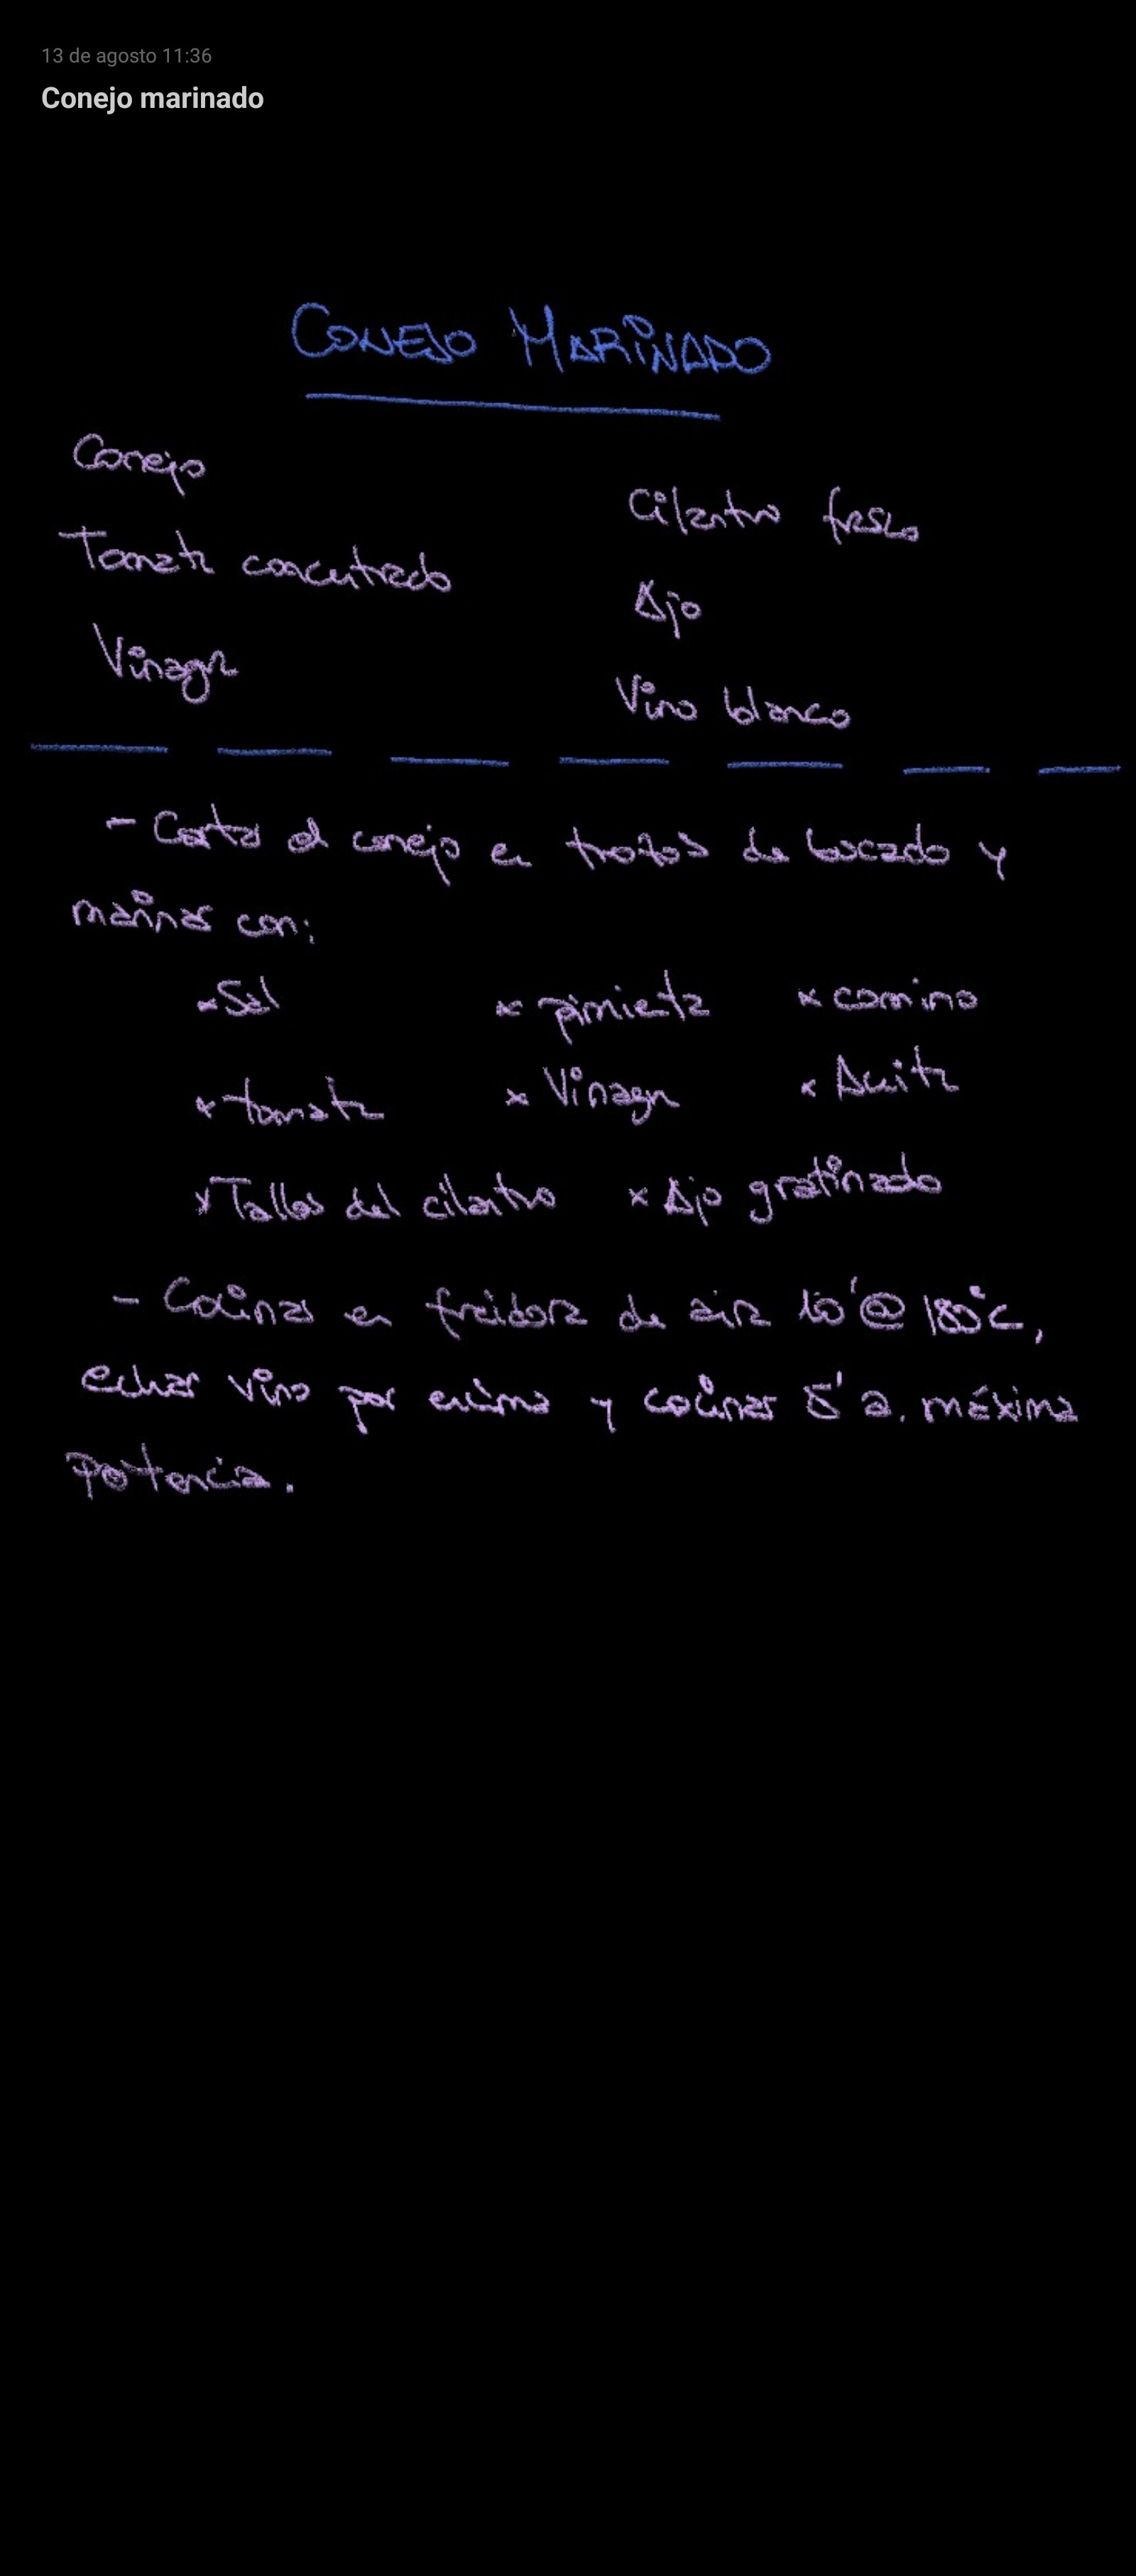 13 de agosto 11:36
Conejo marinado
CONEJO MARINADO
Conejo
Cilantro fresco
Tomate concentrado
Ajo
Vinagre
Vino blanco
- Cortar el conejo en trozos de bocado y
marinar con:
× Sal × pimienta × comino
× tomate × Vinagre × Aceite
× Tallos del cilantro × Ajo gratinado
- Cocinar en freidora de aire 10' @ 180°C,
echar vino por encima y cocinar 5' a máxima
potencia.